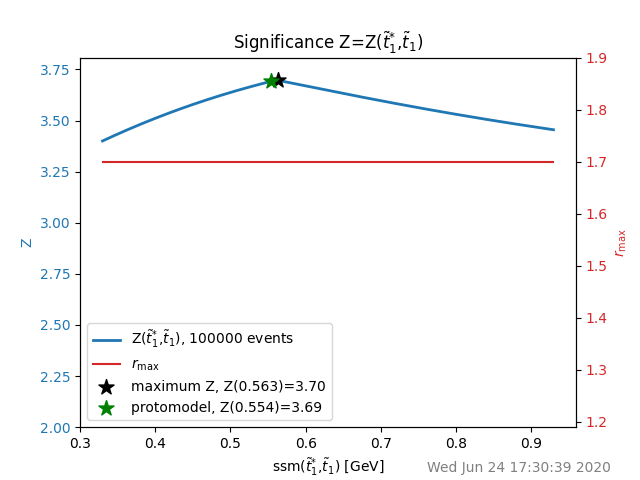 Significance Z=Z(t̃₁*,t̃₁)
3.75
3.50
3.25
3.00
2.75
2.50
2.25
2.00
Z
1.9
1.8
1.7
1.6
1.5
1.4
1.3
1.2
r_max
Z(t̃₁*,t̃₁), 100000 events
r_max
maximum Z, Z(0.563)=3.70
protomodel, Z(0.554)=3.69
0.3 0.4 0.5 0.6 0.7 0.8 0.9
ssm(t̃₁*,t̃₁) [GeV]
Wed Jun 24 17:30:39 2020